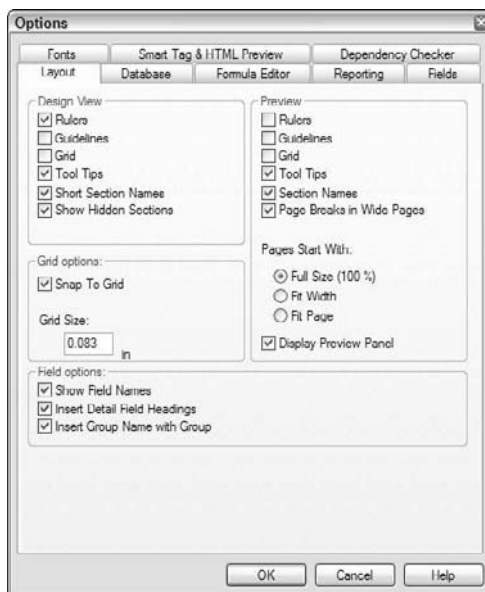 Options
Fonts Smart Tag & HTML Preview Dependency Checker
Layout Database Formula Editor Reporting Fields
Design View
Rulers
Guidelines
Grid
Tool Tips
Short Section Names
Show Hidden Sections
Preview
Rulers
Guidelines
Grid
Tool Tips
Section Names
Page Breaks in Wide Pages
Pages Start With:
Full Size (100 %)
Fit Width
Fit Page
Display Preview Panel
Grid options:
Snap To Grid
Grid Size:
0.083 in
Field options:
Show Field Names
Insert Detail Field Headings
Insert Group Name with Group
OK Cancel Help